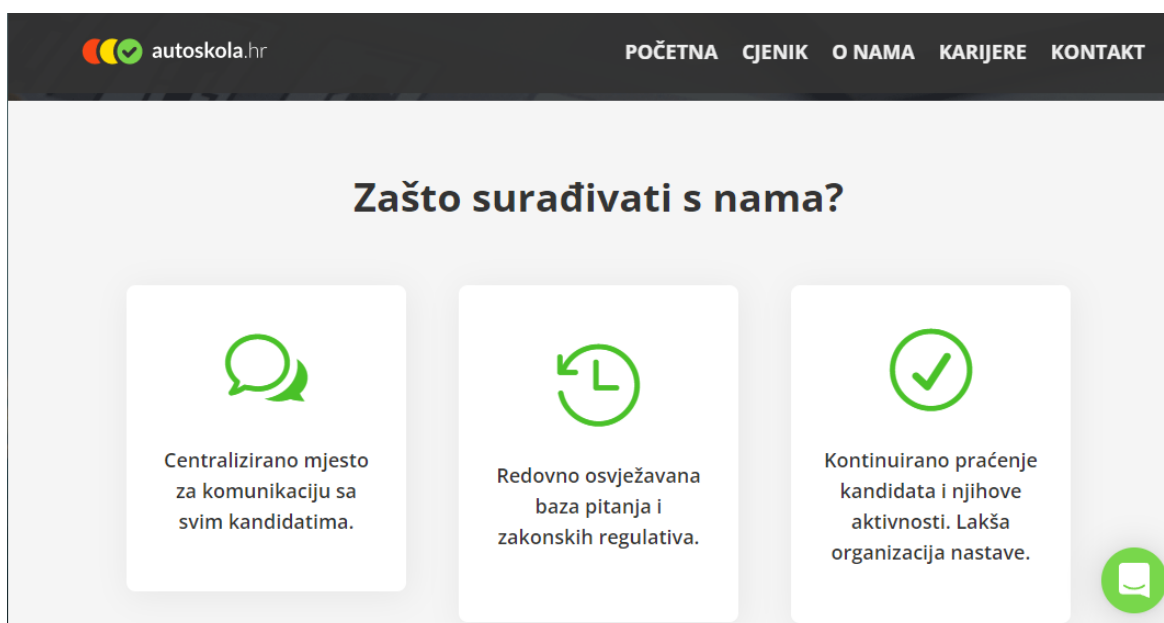 autoskola.hr
POČETNA CJENIK O NAMA KARIJERE KONTAKT
Zašto surađivati s nama?
Centralizirano mjesto
za komunikaciju sa
svim kandidatima.
Redovno osvježavana
baza pitanja i
zakonskih regulativa.
Kontinuirano praćenje
kandidata i njihove
aktivnosti. Lakša
organizacija nastave.